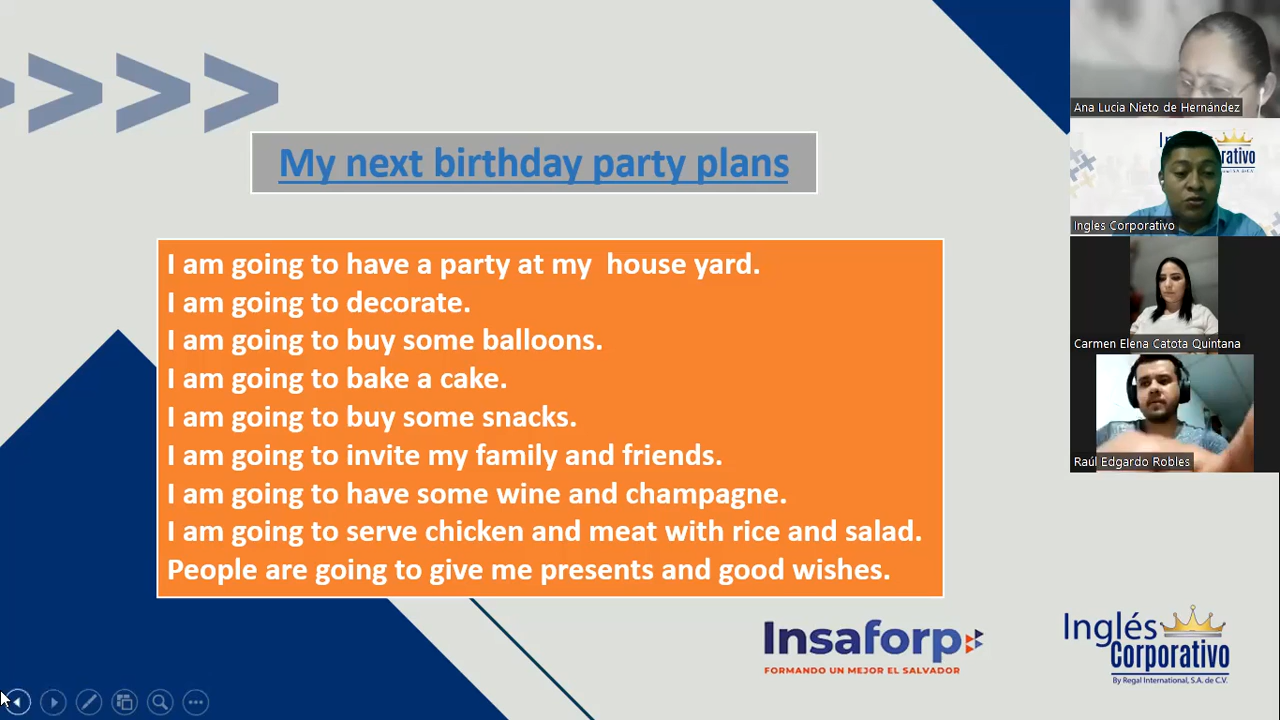 My next birthday party plans
I am going to have a party at my house yard.
I am going to decorate.
I am going to buy some balloons.
I am going to bake a cake.
I am going to buy some snacks.
I am going to invite my family and friends.
I am going to have some wine and champagne.
I am going to serve chicken and meat with rice and salad.
People are going to give me presents and good wishes.
Insaforp
FORMANDO UN MEJOR EL SALVADOR
Inglés
Corporativo
By Regal International, S.A. de C.V.
Ana Lucia Nieto de Hernández
Ingles Corporativo
Carmen Elena Catota Quintana
Raúl Edgardo Robles